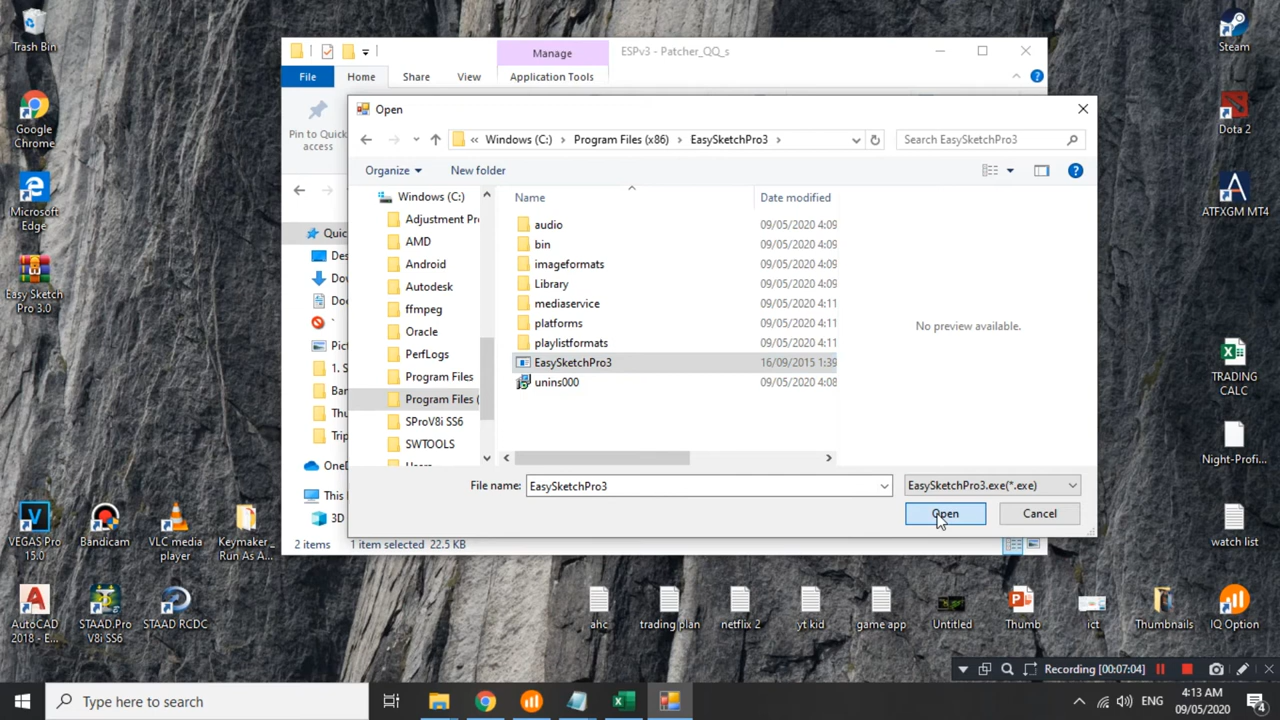 Trash Bin
Google
Chrome
Microsoft
Edge
Easy Sketch
Pro 3.0
VEGAS Pro
15.0
Bandicam
VLC media
player
Keymaker_
Run As A...
AutoCAD
2018 - E...
STAAD.Pro
V8i SS6
STAAD RCDC
Manage
ESPv3 - Patcher_QQ_s
File
Home
Share
View
Application Tools
Pin to Quick
access
Quic
Des
Dov
Doc
Pict
1. S
Ban
Thu
Trip
OneD
This
3D
2 items
1 item selected 22.5 KB
Open
« Windows (C:) › Program Files (x86) › EasySketchPro3 ›
Search EasySketchPro3
Organize
New folder
Windows (C:)
Adjustment Pr
AMD
Android
Autodesk
ffmpeg
Oracle
PerfLogs
Program Files
Program Files (
SProV8i SS6
SWTOOLS
Users
Name
Date modified
audio 09/05/2020 4:09
bin 09/05/2020 4:09
imageformats 09/05/2020 4:09
Library 09/05/2020 4:09
mediaservice 09/05/2020 4:11
platforms 09/05/2020 4:11
playlistformats 09/05/2020 4:11
EasySketchPro3 16/09/2015 1:39
unins000 09/05/2020 4:08
No preview available.
File name:
EasySketchPro3
EasySketchPro3.exe(*.exe)
Open
Cancel
Steam
Dota 2
ATFXGM MT4
TRADING
CALC
Night-Profi...
watch list
ahc
trading plan
netflix 2
yt kid
game app
Untitled
Thumb
ict
Thumbnails
IQ Option
Recording [00:07:04]
Type here to search
ENG
4:13 AM
09/05/2020
4